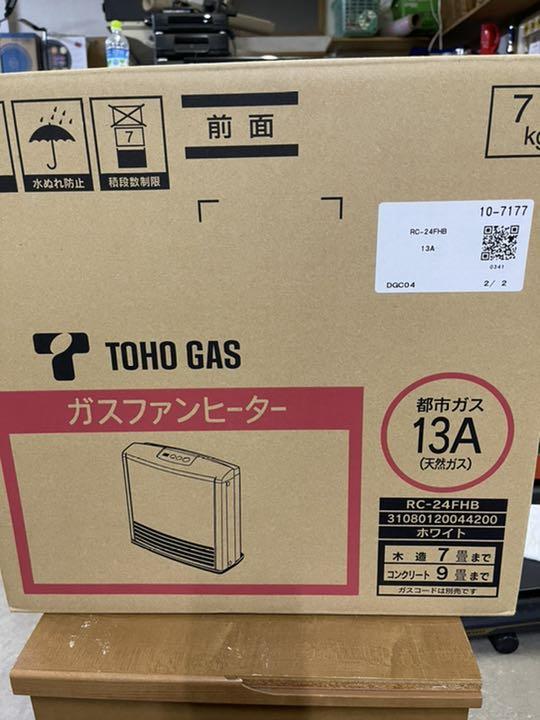 水ぬれ防止
7
積段数制限
前面
7
kg
10-7177
RC-24FHB
13A
0341
DGC04
2/ 2
TOHO GAS
ガスファンヒーター
都市ガス
13A
(天然ガス)
RC-24FHB
31080120044200
ホワイト
木造 7 畳まで
コンクリート 9 畳まで
ガスコードは別売です